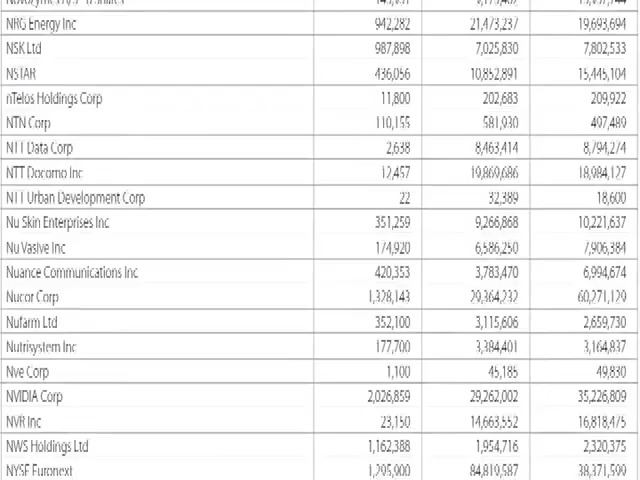 NRG Energy Inc 942,282 21,473,237 19,693,694
NSK Ltd 987,898 7,025,830 7,802,533
NSTAR 436,056 10,852,891 15,445,104
nTelos Holdings Corp 11,800 202,683 209,922
NTN Corp 110,155 581,930 497,489
NTT Data Corp 2,638 8,463,414 8,794,274
NTT Docomo Inc 12,457 19,869,686 18,984,127
NTT Urban Development Corp 22 32,389 18,600
Nu Skin Enterprises Inc 351,259 9,266,868 10,221,637
Nu Vasive Inc 174,920 6,586,250 7,906,384
Nuance Communications Inc 420,353 3,783,470 6,994,674
Nucor Corp 1,328,143 29,364,232 60,271,129
Nufarm Ltd 352,100 3,115,606 2,659,730
Nutrisystem Inc 177,700 3,384,401 3,164,837
Nve Corp 1,100 45,185 49,830
NVIDIA Corp 2,026,859 29,262,002 35,226,809
NVR Inc 23,150 14,663,552 16,818,475
NWS Holdings Ltd 1,162,388 1,954,716 2,320,375
NYSE Euronext 1,295,900 84,819,587 38,371,599